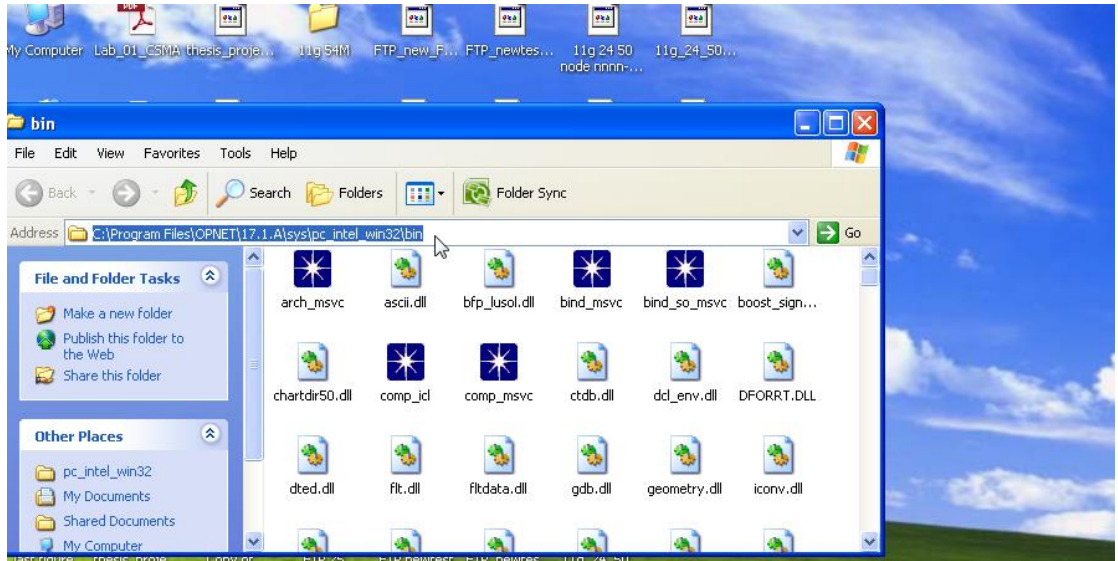 PDF
My Computer Lab_01_CSMA thesis_proje... 11g 54M FTP_new_F... FTP_newtes... 11g 24 50 node nnnn-... 11g_24_50...
bin
File Edit View Favorites Tools Help
Back Search Folders Folder Sync
Address C:\Program Files\OPNET\17.1.A\sys\pc_intel_win32\bin Go
File and Folder Tasks
Make a new folder
Publish this folder to
the Web
Share this folder
Other Places
pc_intel_win32
My Documents
Shared Documents
My Computer
arch_msvc ascii.dll bfp_lusol.dll bind_msvc bind_so_msvc boost_sign...
chartdir50.dll comp_icl comp_msvc ctdb.dll dcl_env.dll DFORRT.DLL
dted.dll flt.dll fltdata.dll gdb.dll geometry.dll iconv.dll